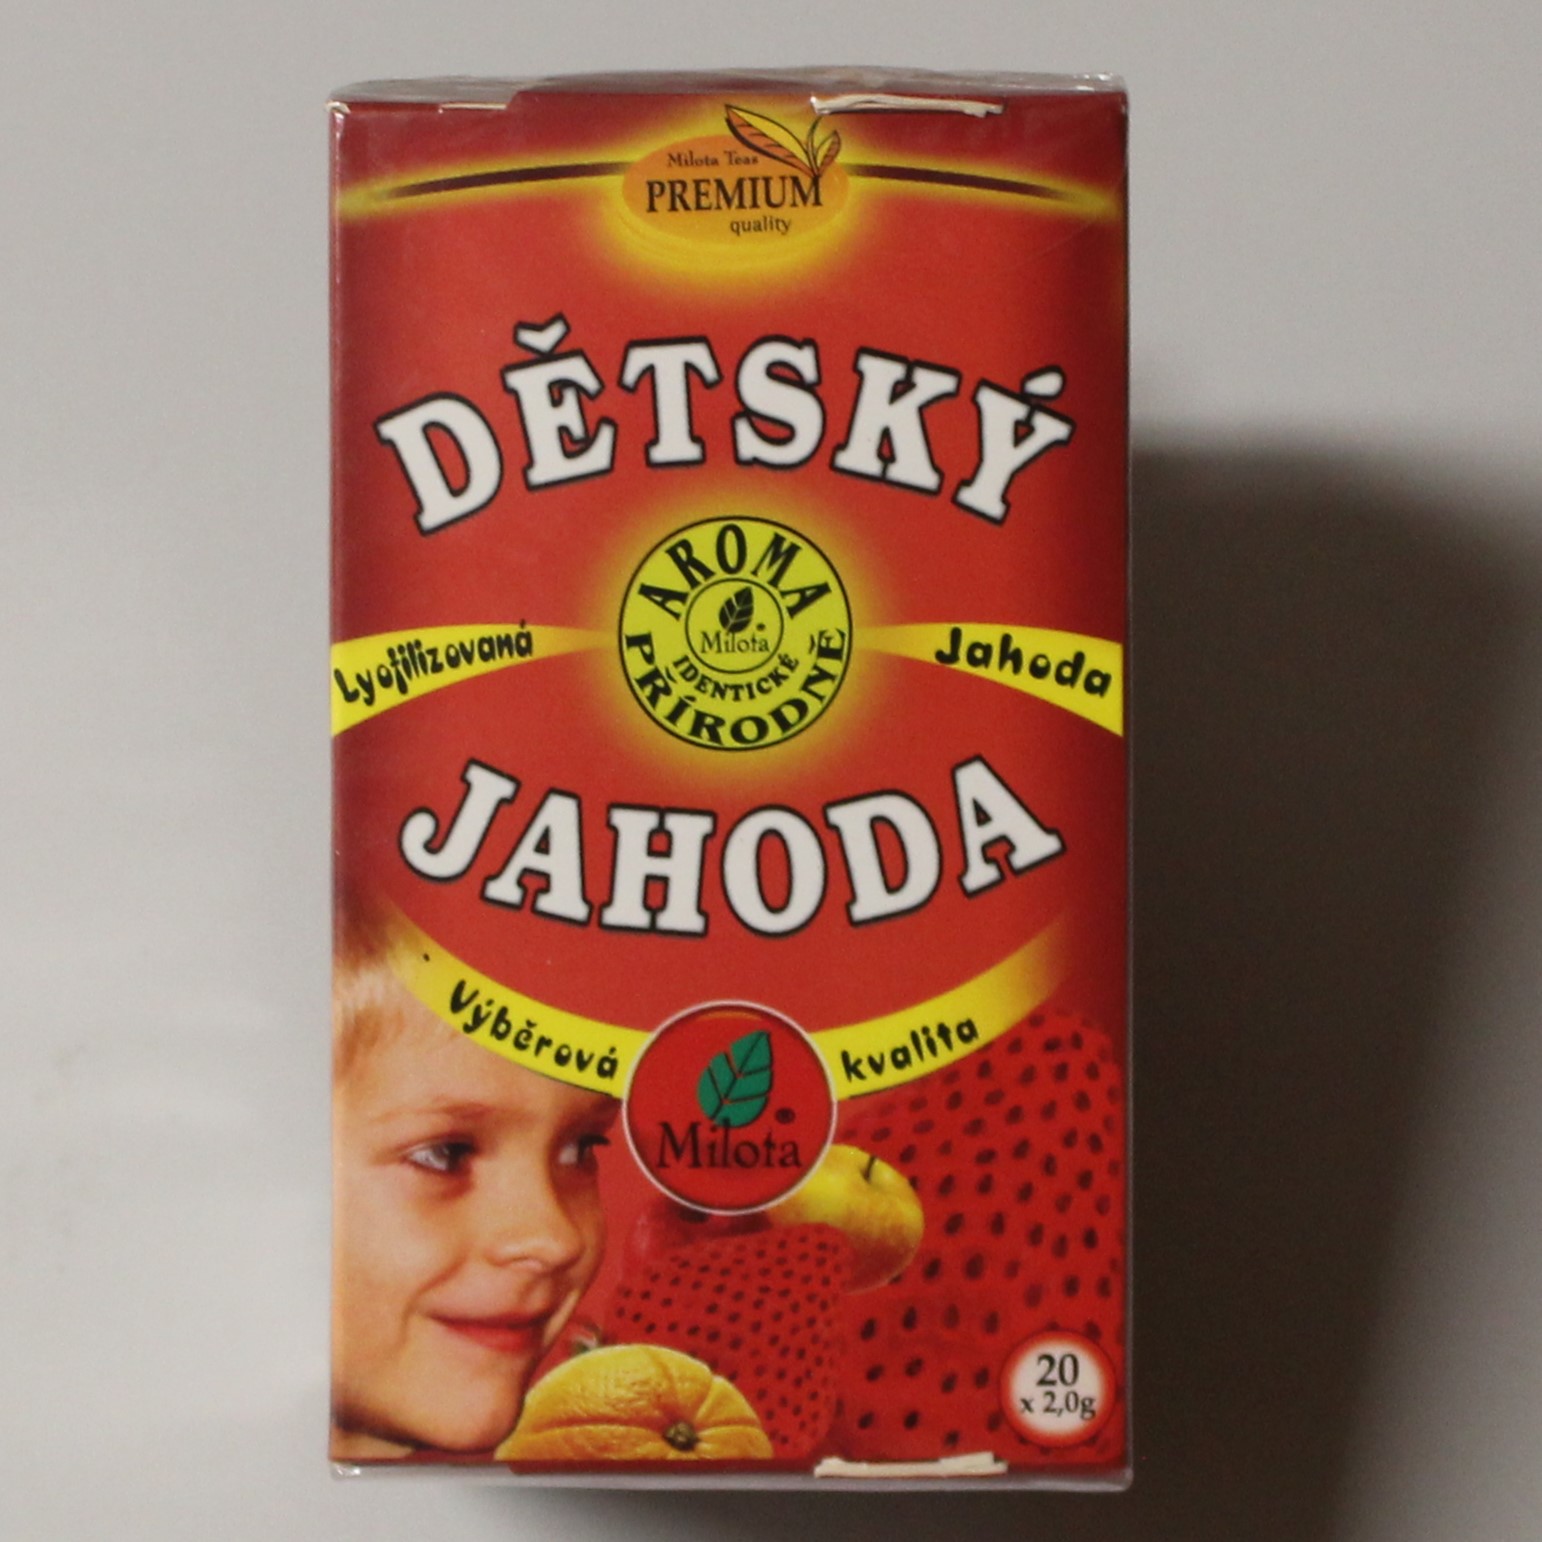 Milota Teas
PREMIUM
quality
DĚTSKÝ
AROMA
Milota
IDENTICKÉ
PŘÍRODNĚ
Lyofilizovaná
Jahoda
JAHODA
Výběrová kvalita
Milota
20
x 2,0g